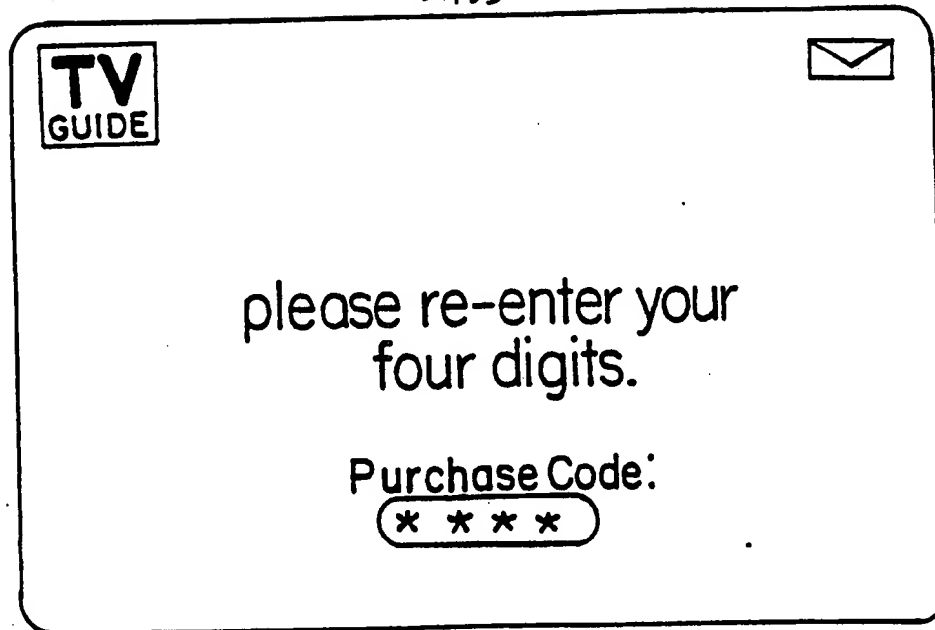 TV
GUIDE
please re-enter your
four digits.
Purchase Code:
* * * *